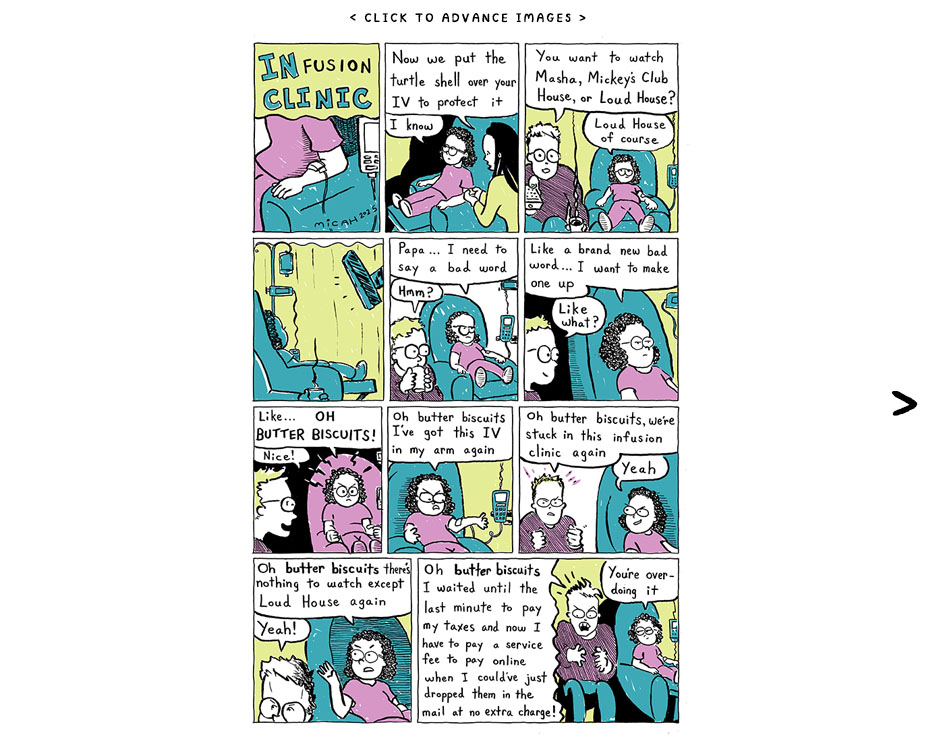 < CLICK TO ADVANCE IMAGES >
INFUSION
CLINIC
MICAH 2025
Now we put the
turtle shell over your
IV to protect it
I know
You want to watch
Masha, Mickey's Club
House, or Loud House?
Loud House
of course
Papa... I need to
say a bad word
Hmm?
Like a brand new bad
word... I want to make
one up
Like
what?
Like... OH
BUTTER BISCUITS!
Nice!
Oh butter biscuits
I've got this IV
in my arm again
Oh butter biscuits, we're
stuck in this infusion
clinic again
Yeah
Oh butter biscuits there's
nothing to watch except
Loud House again
Yeah!
Oh butter biscuits
I waited until the
last minute to pay
my taxes and now I
have to pay a service
fee to pay online
when I could've just
dropped them in the
mail at no extra charge!
You're over-
doing it
>